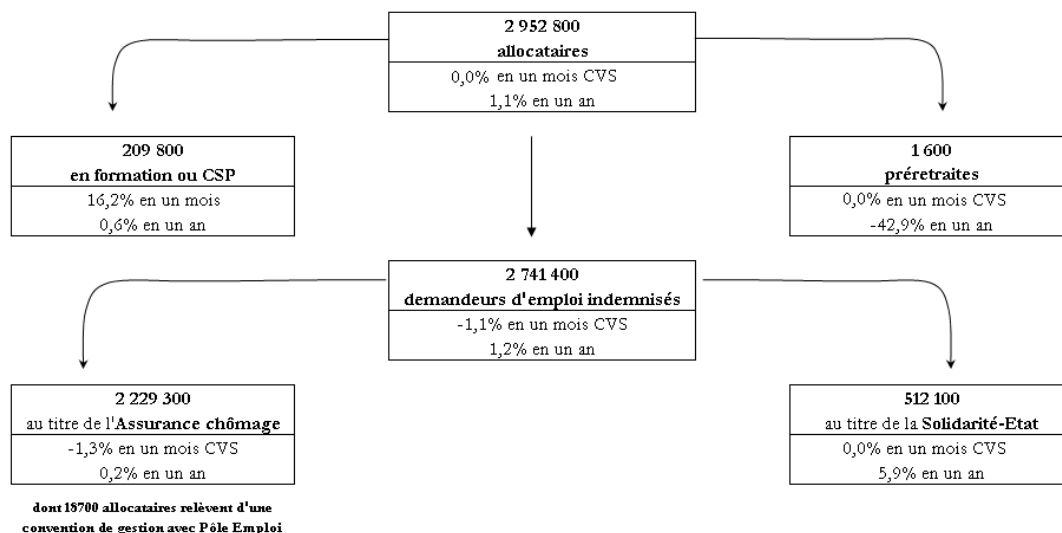 2 952 800
allocataires
0,0% en un mois CVS
1,1% en un an
209 800
en formation ou CSP
16,2% en un mois
0,6% en un an
1 600
préretraites
0,0% en un mois CVS
-42,9% en un an
2 741 400
demandeurs d'emploi indemnisés
-1,1% en un mois CVS
1,2% en un an
2 229 300
au titre de l'Assurance chômage
-1,3% en un mois CVS
0,2% en un an
512 100
au titre de la Solidarité-Etat
0,0% en un mois CVS
5,9% en un an
dont 18700 allocataires relèvent d'une
convention de gestion avec Pôle Emploi